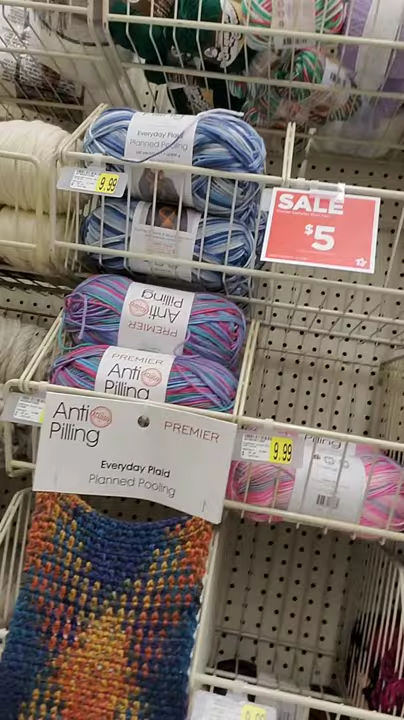 Everyday Plaid
Planned Pooling
9.99
SALE
$5
Anti
Pilling
PREMIER
PREMIER
Anti
Pilling
Anti
Pilling
PREMIER
Everyday Plaid
Planned Pooling
9.99